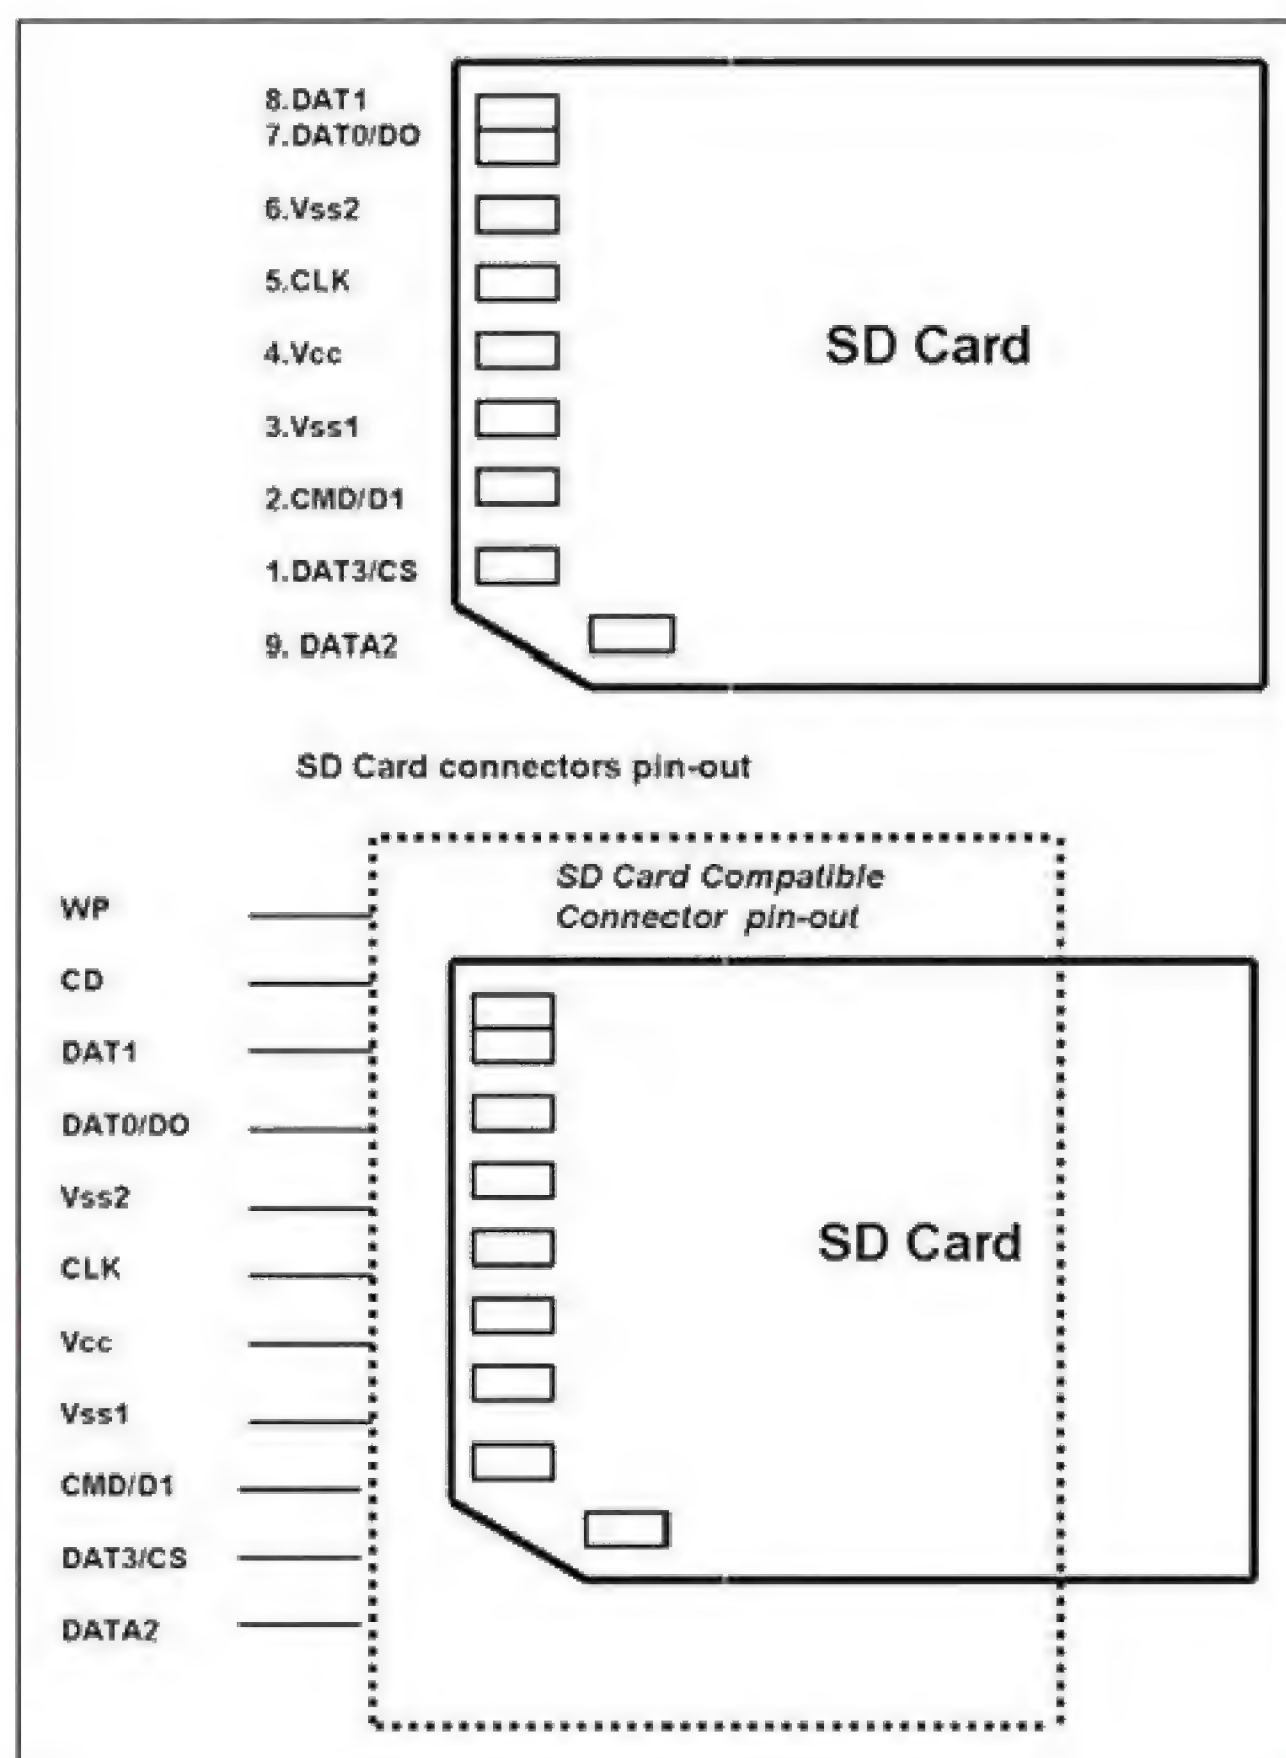 8.DAT1
7.DAT0/DO
6.Vss2
5.CLK
4.Vcc
3.Vss1
2.CMD/D1
1.DAT3/CS
9. DATA2
SD Card
SD Card connectors pin-out
SD Card Compatible
Connector pin-out
WP
CD
DAT1
DAT0/DO
Vss2
CLK
Vcc
Vss1
CMD/D1
DAT3/CS
DATA2
SD Card